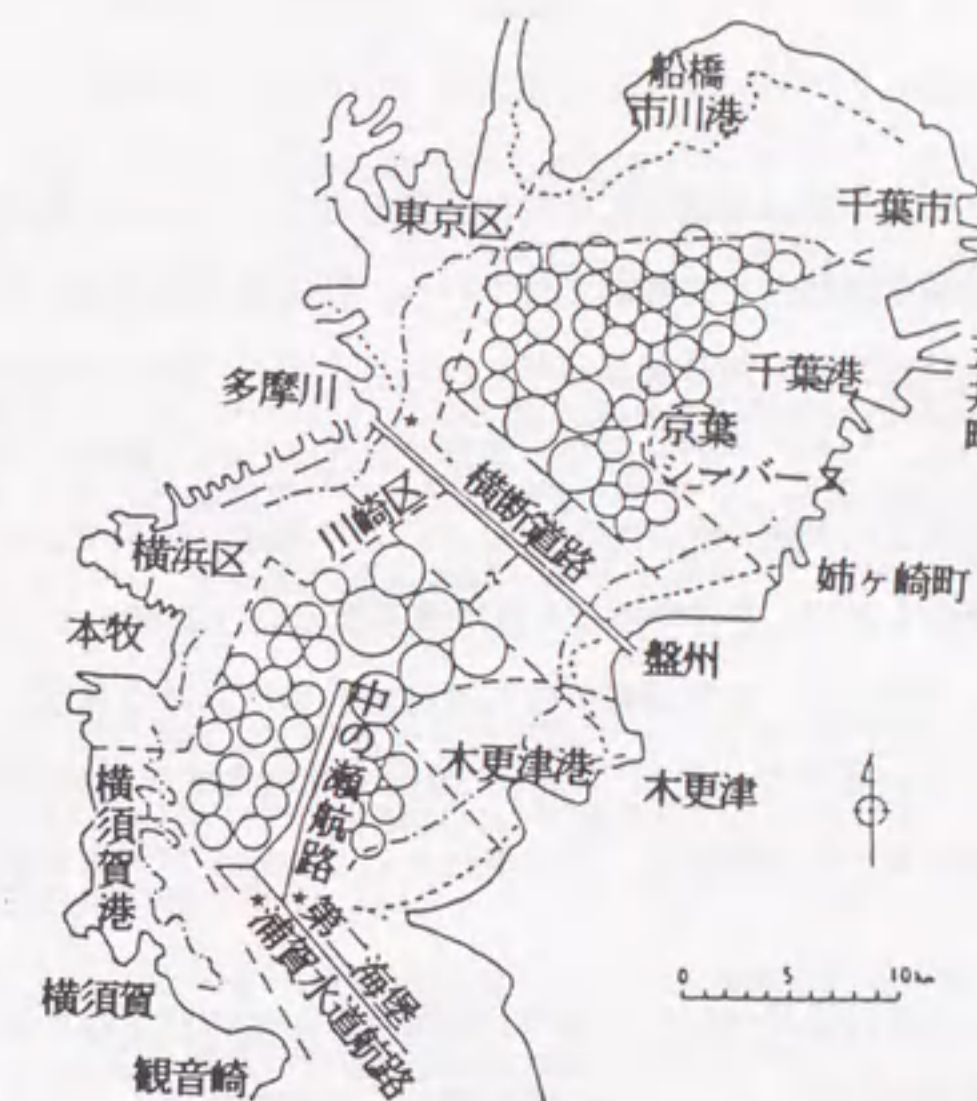 船橋
市川港
千葉市
東京区
千葉港
多摩川
京葉
シーバース
横断道路
川崎区
横浜区
姉ヶ崎町
本牧
盤州
中の瀬航路
木更津港
木更津
横須賀港
第一海堡
浦賀水道航路
横須賀
観音崎
0 5 10km